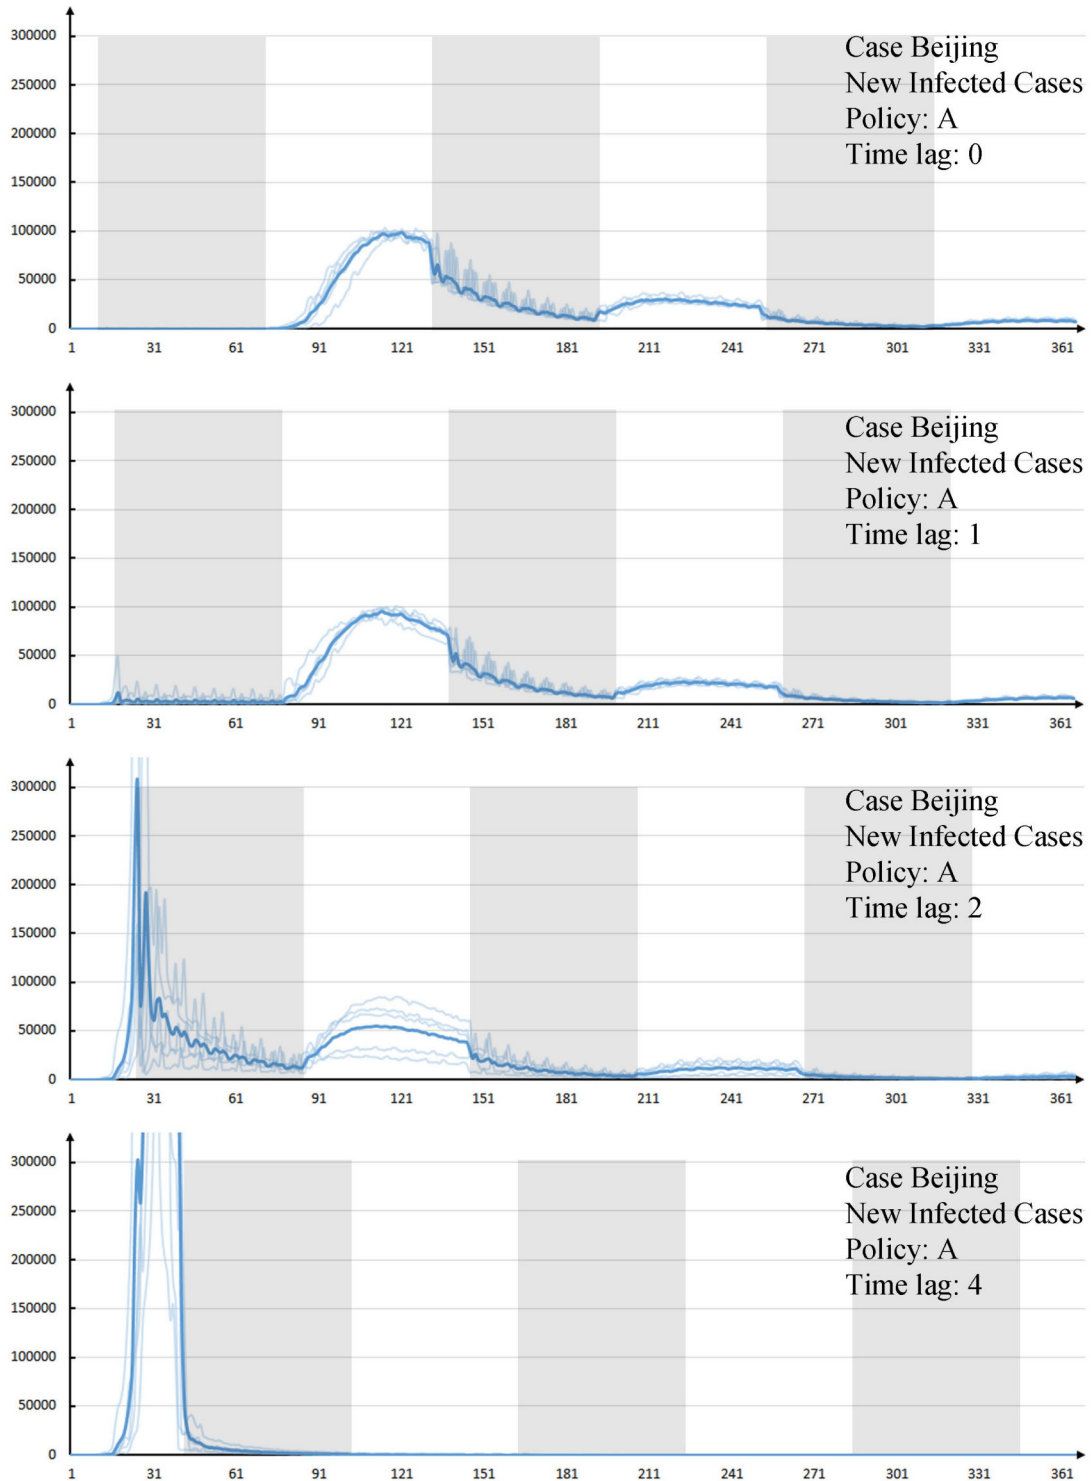 300000
250000
200000
150000
100000
50000
0
1 31 61 91 121 151 181 211 241 271 301 331 361
Case Beijing
New Infected Cases
Policy: A
Time lag: 0
300000
250000
200000
150000
100000
50000
0
1 31 61 91 121 151 181 211 241 271 301 331 361
Case Beijing
New Infected Cases
Policy: A
Time lag: 1
300000
250000
200000
150000
100000
50000
0
1 31 61 91 121 151 181 211 241 271 301 331 361
Case Beijing
New Infected Cases
Policy: A
Time lag: 2
300000
250000
200000
150000
100000
50000
0
1 31 61 91 121 151 181 211 241 271 301 331 361
Case Beijing
New Infected Cases
Policy: A
Time lag: 4